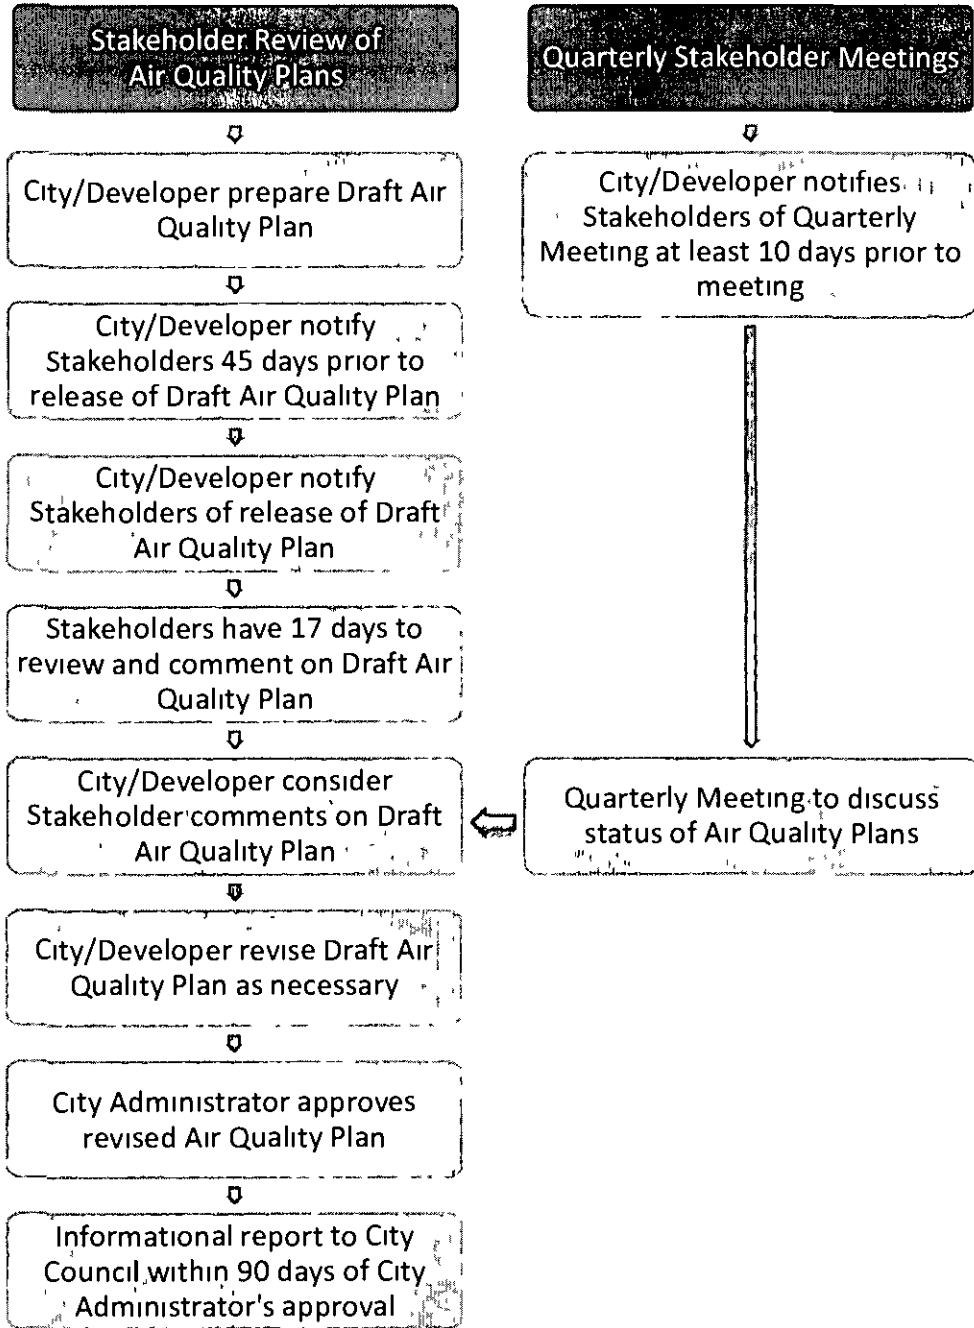 Stakeholder Review of
Air Quality Plans
City/Developer prepare Draft Air
Quality Plan
City/Developer notify
Stakeholders 45 days prior to
release of Draft Air Quality Plan
City/Developer notify
Stakeholders of release of Draft
Air Quality Plan
Stakeholders have 17 days to
review and comment on Draft Air
Quality Plan
City/Developer consider
Stakeholder comments on Draft
Air Quality Plan
City/Developer revise Draft Air
Quality Plan as necessary
City Administrator approves
revised Air Quality Plan
Informational report to City
Council within 90 days of City
Administrator's approval
Quarterly Stakeholder Meetings
City/Developer notifies
Stakeholders of Quarterly
Meeting at least 10 days prior to
meeting
Quarterly Meeting to discuss
status of Air Quality Plans